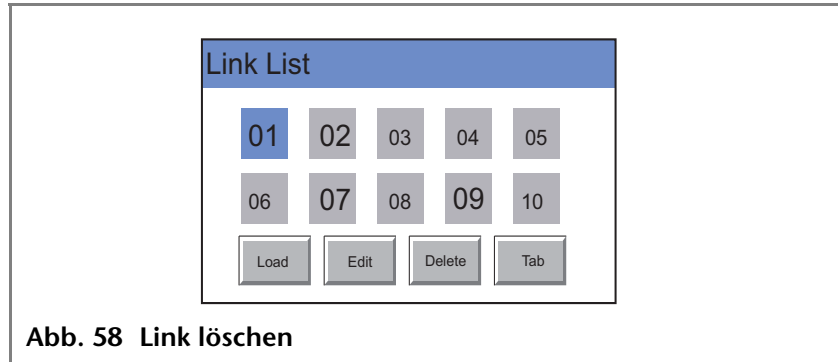 Link List
01 02 03 04 05
06 07 08 09 10
Load Edit Delete Tab
Abb. 58 Link löschen